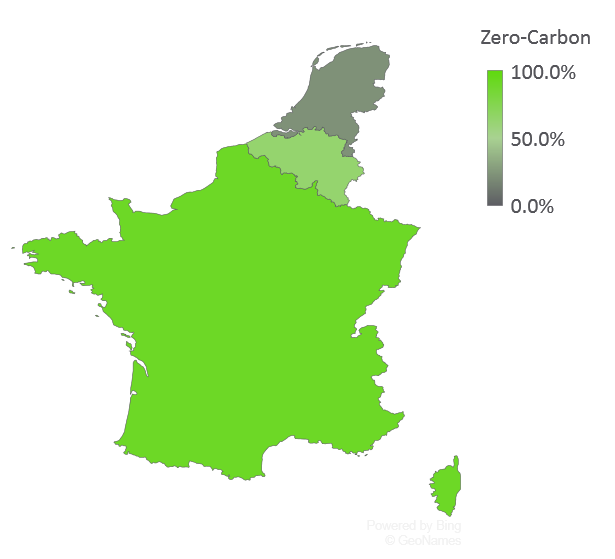 Zero-Carbon
100.0%
50.0%
0.0%
Powered by Bing
© GeoNames